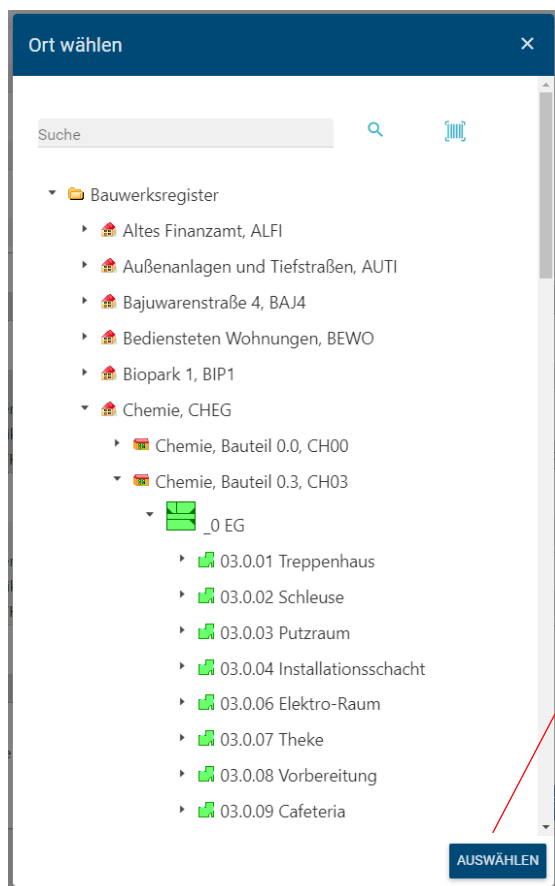 Ort wählen
Suche
Bauwerksregister
Altes Finanzamt, ALFI
Außenanlagen und Tiefstraßen, AUTI
Bajuwarenstraße 4, BAJ4
Bediensteten Wohnungen, BEWO
Biopark 1, BIP1
Chemie, CHEG
Chemie, Bauteil 0.0, CH00
Chemie, Bauteil 0.3, CH03
_0 EG
03.0.01 Treppenhaus
03.0.02 Schleuse
03.0.03 Putzraum
03.0.04 Installationsschacht
03.0.06 Elektro-Raum
03.0.07 Theke
03.0.08 Vorbereitung
03.0.09 Cafeteria
AUSWÄHLEN